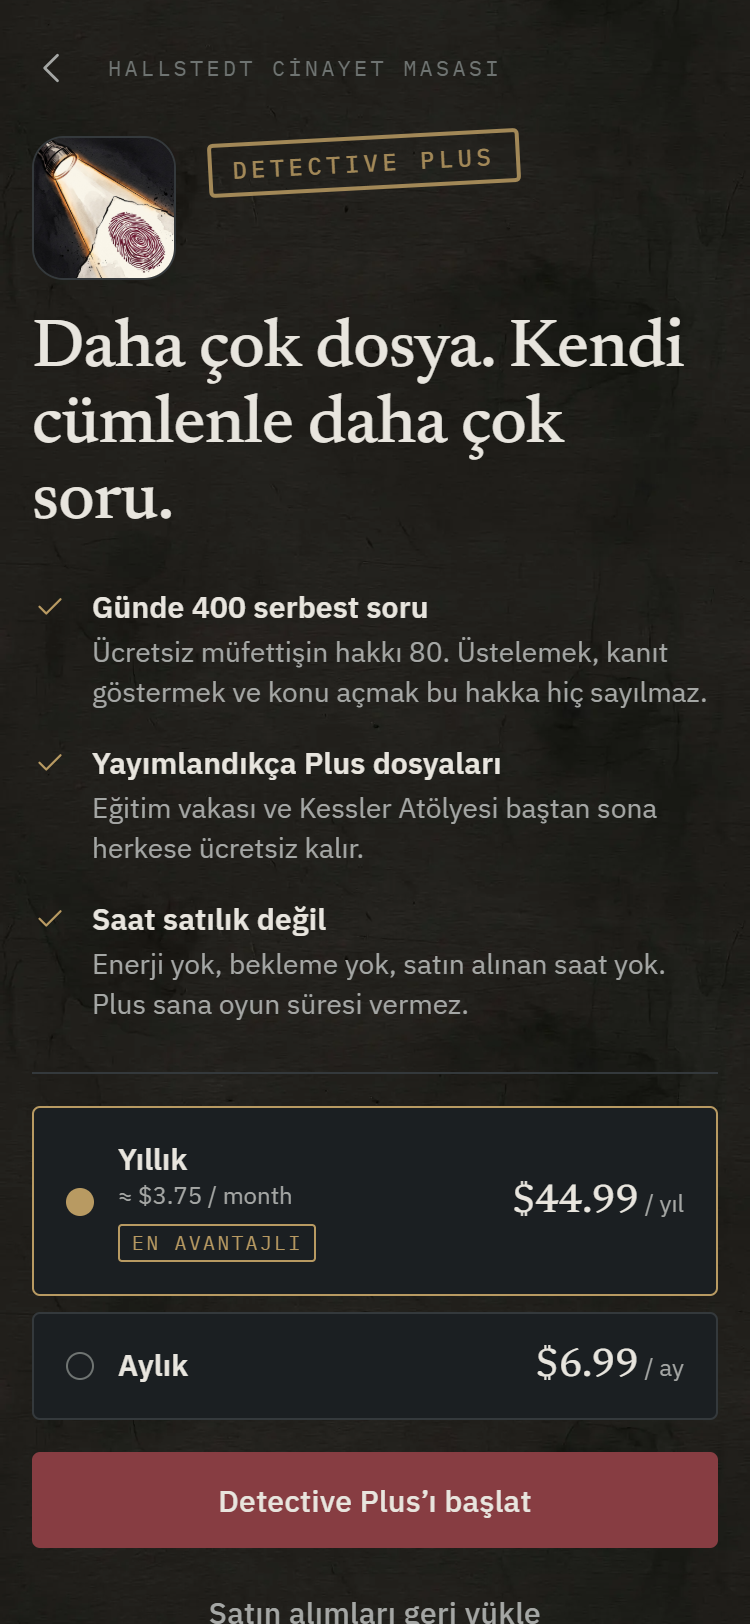 HALLSTEDT CİNAYET MASASI
DETECTIVE PLUS
Daha çok dosya. Kendi
cümlenle daha çok
soru.
Günde 400 serbest soru
Ücretsiz müfettişin hakkı 80. Üstelemek, kanıt
göstermek ve konu açmak bu hakka hiç sayılmaz.
Yayımlandıkça Plus dosyaları
Eğitim vakası ve Kessler Atölyesi baştan sona
herkese ücretsiz kalır.
Saat satılık değil
Enerji yok, bekleme yok, satın alınan saat yok.
Plus sana oyun süresi vermez.
Yıllık
≈ $3.75 / month
EN AVANTAJLI
$44.99 / yıl
Aylık
$6.99 / ay
Detective Plus’ı başlat
Satın alımları geri yükle